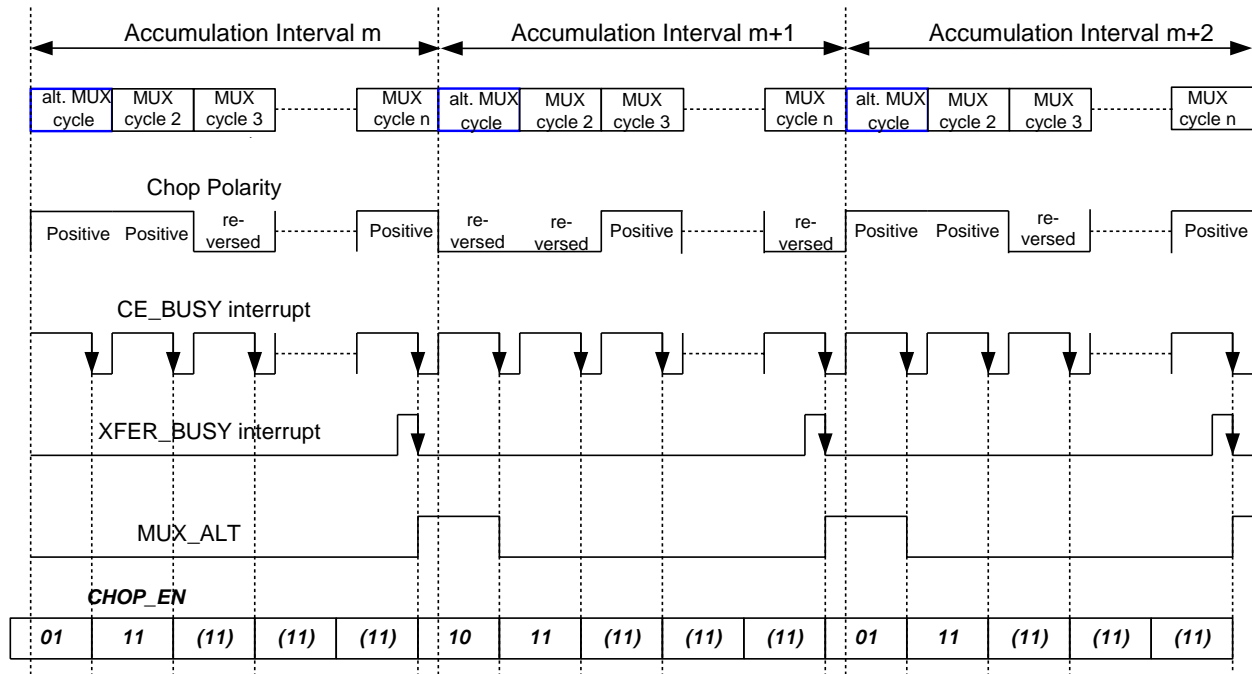 Accumulation Interval m
Accumulation Interval m+1
Accumulation Interval m+2
alt. MUX
cycle
MUX
cycle 2
MUX
cycle 3
MUX
cycle n
alt. MUX
cycle
MUX
cycle 2
MUX
cycle 3
MUX
cycle n
alt. MUX
cycle
MUX
cycle 2
MUX
cycle 3
MUX
cycle n
Chop Polarity
Positive
Positive
re-
versed
Positive
re-
versed
re-
versed
Positive
re-
versed
Positive
Positive
re-
versed
Positive
CE_BUSY interrupt
XFER_BUSY interrupt
MUX_ALT
CHOP_EN
01 11 (11) (11) (11) 10 11 (11) (11) (11) 01 11 (11) (11) (11)